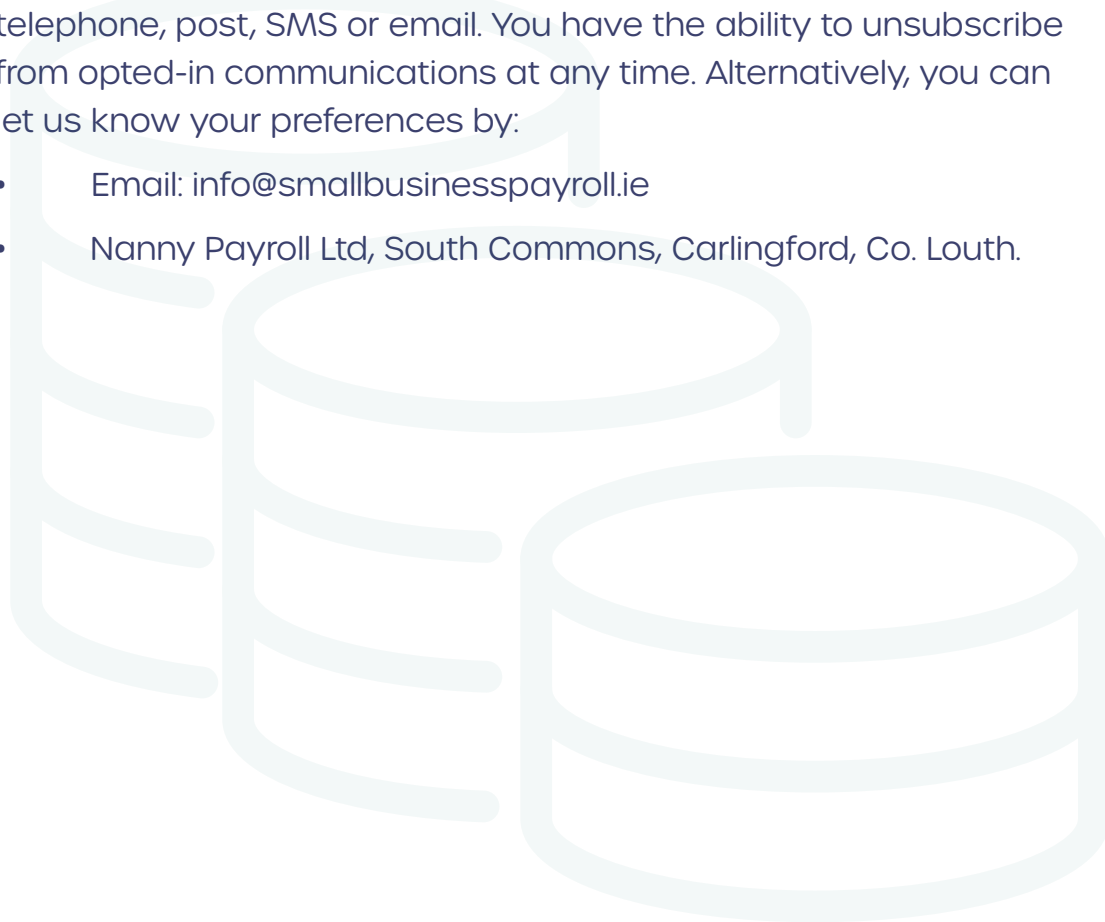 telephone, post, SMS or email. You have the ability to unsubscribe
from opted-in communications at any time. Alternatively, you can
let us know your preferences by:
• Email: info@smallbusinesspayroll.ie
• Nanny Payroll Ltd, South Commons, Carlingford, Co. Louth.